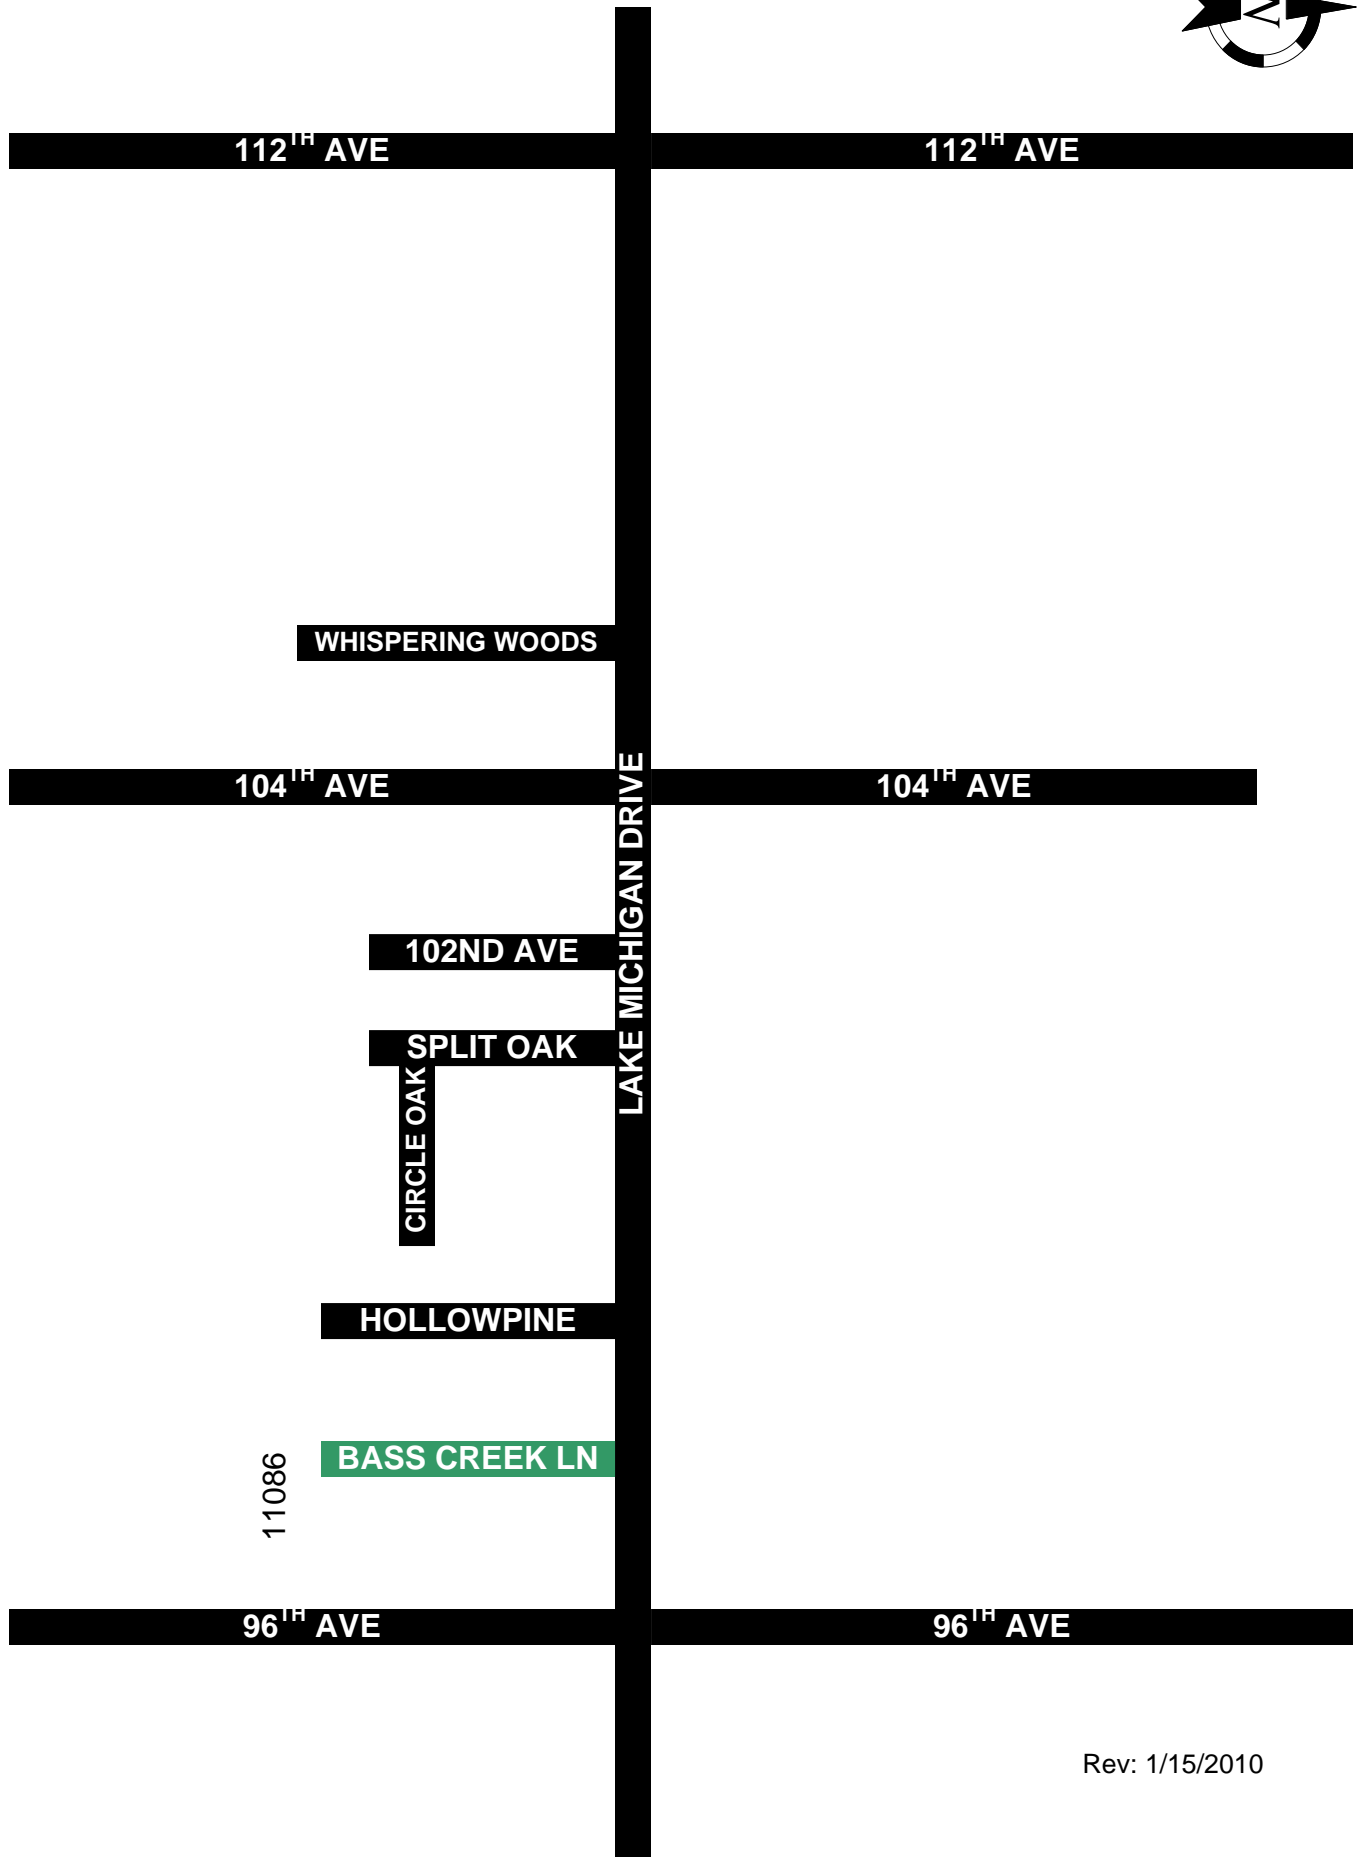 N
112TH AVE
112TH AVE
WHISPERING WOODS
104TH AVE
104TH AVE
LAKE MICHIGAN DRIVE
102ND AVE
SPLIT OAK
CIRCLE OAK
HOLLOWPINE
BASS CREEK LN
11086
96TH AVE
96TH AVE
Rev: 1/15/2010